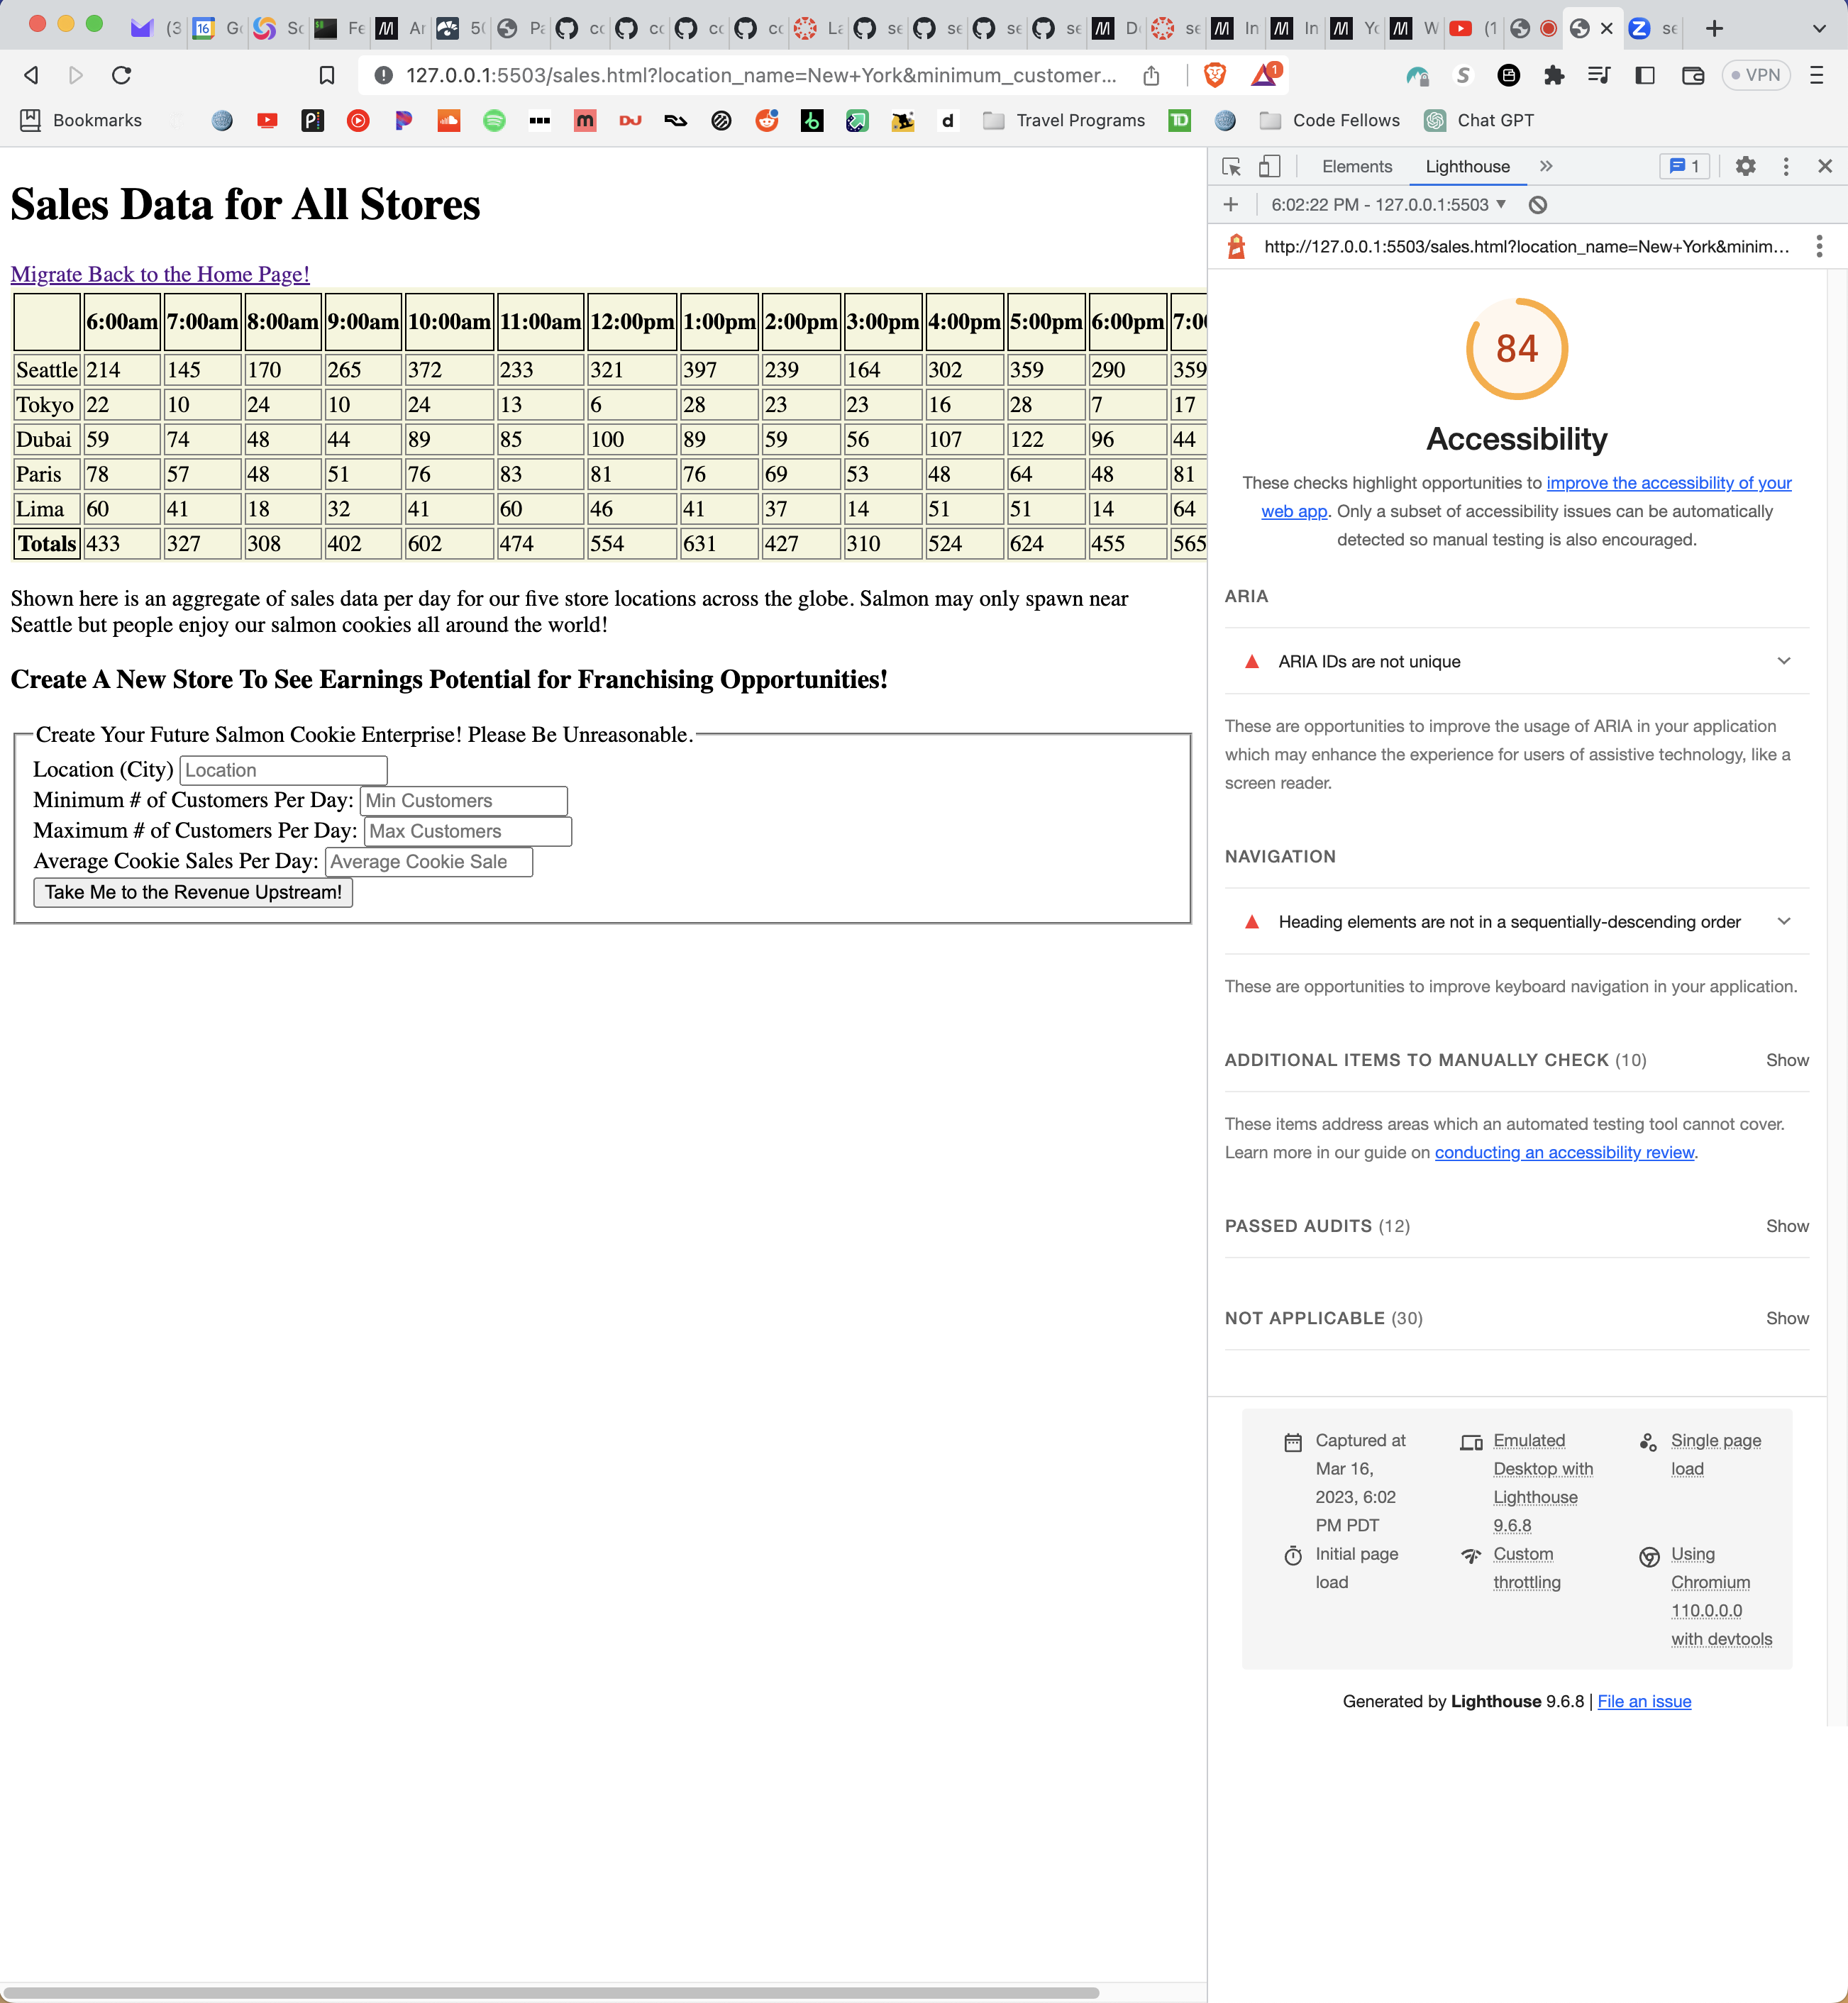 (3 G Sc Fe Ar 5( Pa cc cc cc cc La se se se se D se In In Yo W (1 se
127.0.0.1:5503/sales.html?location_name=New+York&minimum_customer... 1 VPN
Bookmarks Travel Programs Code Fellows Chat GPT
Elements Lighthouse 1
6:02:22 PM - 127.0.0.1:5503
http://127.0.0.1:5503/sales.html?location_name=New+York&minim...
Sales Data for All Stores
Migrate Back to the Home Page!
6:00am 7:00am 8:00am 9:00am 10:00am 11:00am 12:00pm 1:00pm 2:00pm 3:00pm 4:00pm 5:00pm 6:00pm 7:0
Seattle 214 145 170 265 372 233 321 397 239 164 302 359 290 359
Tokyo 22 10 24 10 24 13 6 28 23 23 16 28 7 17
Dubai 59 74 48 44 89 85 100 89 59 56 107 122 96 44
Paris 78 57 48 51 76 83 81 76 69 53 48 64 48 81
Lima 60 41 18 32 41 60 46 41 37 14 51 51 14 64
Totals 433 327 308 402 602 474 554 631 427 310 524 624 455 565
Shown here is an aggregate of sales data per day for our five store locations across the globe. Salmon may only spawn near
Seattle but people enjoy our salmon cookies all around the world!
Create A New Store To See Earnings Potential for Franchising Opportunities!
Create Your Future Salmon Cookie Enterprise! Please Be Unreasonable.
Location (City) Location
Minimum # of Customers Per Day: Min Customers
Maximum # of Customers Per Day: Max Customers
Average Cookie Sales Per Day: Average Cookie Sale
Take Me to the Revenue Upstream!
84
Accessibility
These checks highlight opportunities to improve the accessibility of your
web app. Only a subset of accessibility issues can be automatically
detected so manual testing is also encouraged.
ARIA
ARIA IDs are not unique
These are opportunities to improve the usage of ARIA in your application
which may enhance the experience for users of assistive technology, like a
screen reader.
NAVIGATION
Heading elements are not in a sequentially-descending order
These are opportunities to improve keyboard navigation in your application.
ADDITIONAL ITEMS TO MANUALLY CHECK (10) Show
These items address areas which an automated testing tool cannot cover.
Learn more in our guide on conducting an accessibility review.
PASSED AUDITS (12) Show
NOT APPLICABLE (30) Show
Captured at
Mar 16,
2023, 6:02
PM PDT
Emulated
Desktop with
Lighthouse
9.6.8
Single page
load
Initial page
load
Custom
throttling
Using
Chromium
110.0.0.0
with devtools
Generated by Lighthouse 9.6.8 | File an issue